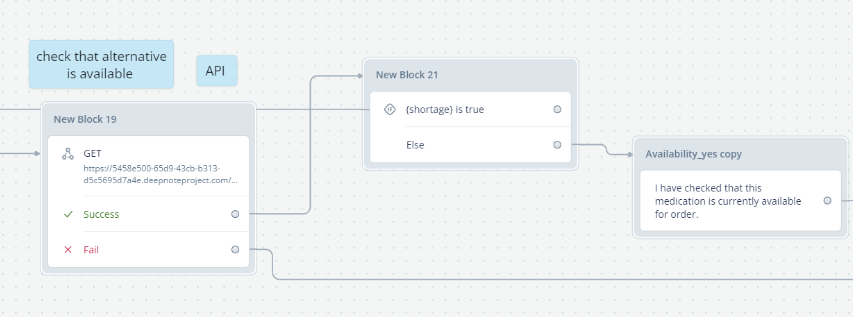 check that alternative
is available
API
New Block 19
GET
https://5458e500-65d9-43cb-b313-
d5c5695d7a4e.deepnoteproject.com/...
Success
Fail
New Block 21
IF
{shortage} is true
Else
Availability_yes copy
I have checked that this
medication is currently available
for order.